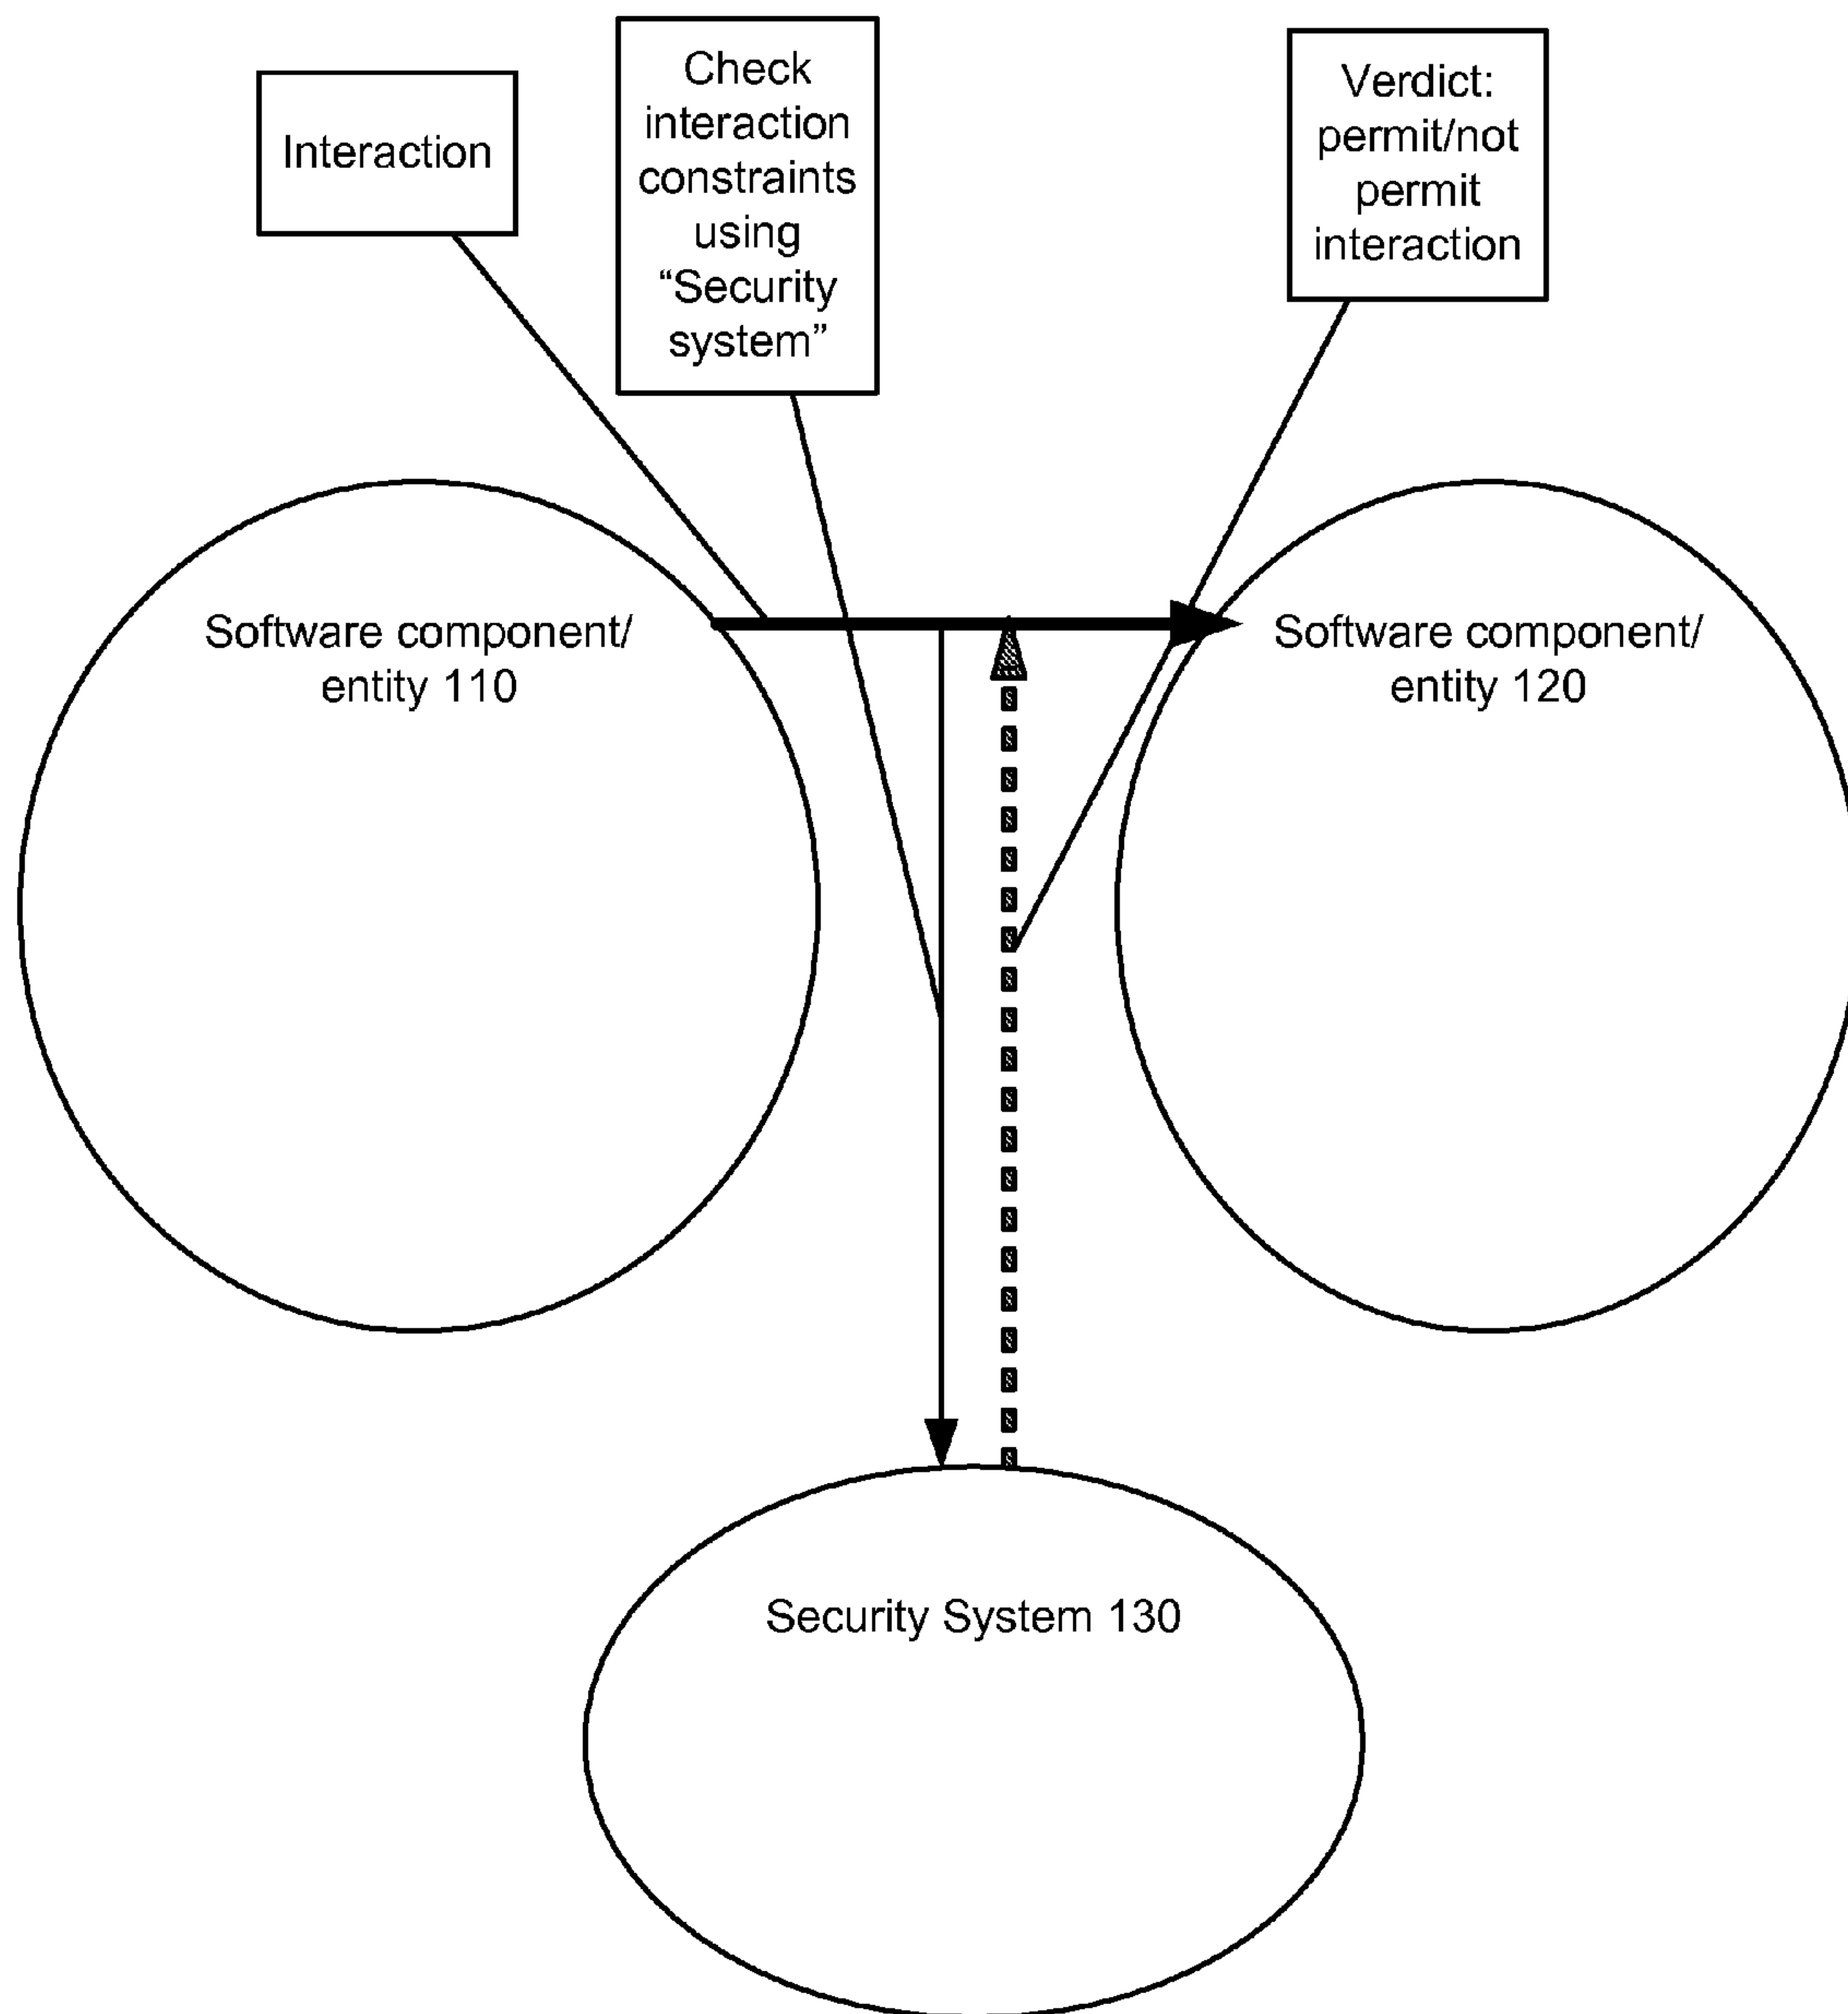 Interaction
Check
interaction
constraints
using
“Security
system”
Verdict:
permit/not
permit
interaction
Software component/
entity 110
Software component/
entity 120
Security System 130